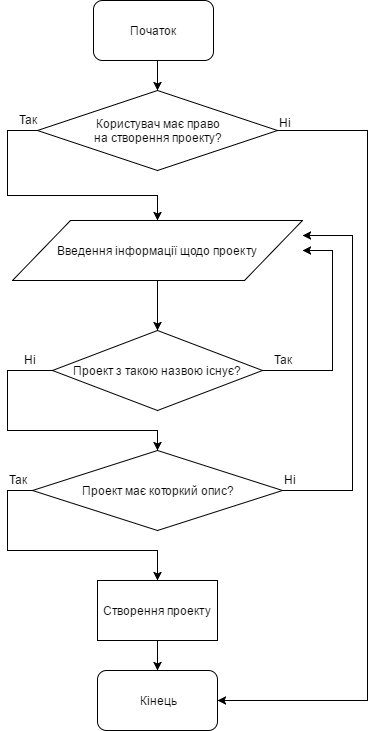 Початок
Користувач має право
на створення проекту?
Так
Ні
Введення інформації щодо проекту
Ні
Проект з такою назвою існує?
Так
Так
Проект має которкий опис?
Ні
Створення проекту
Кінець